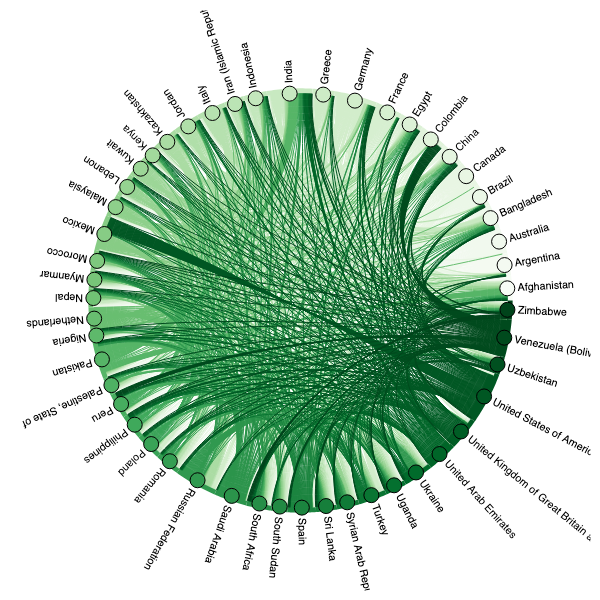 India
Greece
Germany
France
Egypt
Colombia
China
Canada
Brazil
Bangladesh
Australia
Argentina
Afghanistan
Zimbabwe
Venezuela (Boliv
Uzbekistan
United States of Americ
United Kingdom of Great Britain a
United Arab Emirates
Ukraine
Uganda
Turkey
Syrian Arab Repu
Sri Lanka
Spain
South Sudan
South Africa
Saudi Arabia
Russian Federation
Romania
Poland
Philippines
Peru
Palestine, State of
Pakistan
Nigeria
Netherlands
Nepal
Myanmar
Morocco
Mexico
Malaysia
Lebanon
Kuwait
Kenya
Kazakhstan
Jordan
Italy
Iran (Islamic Repu
Indonesia